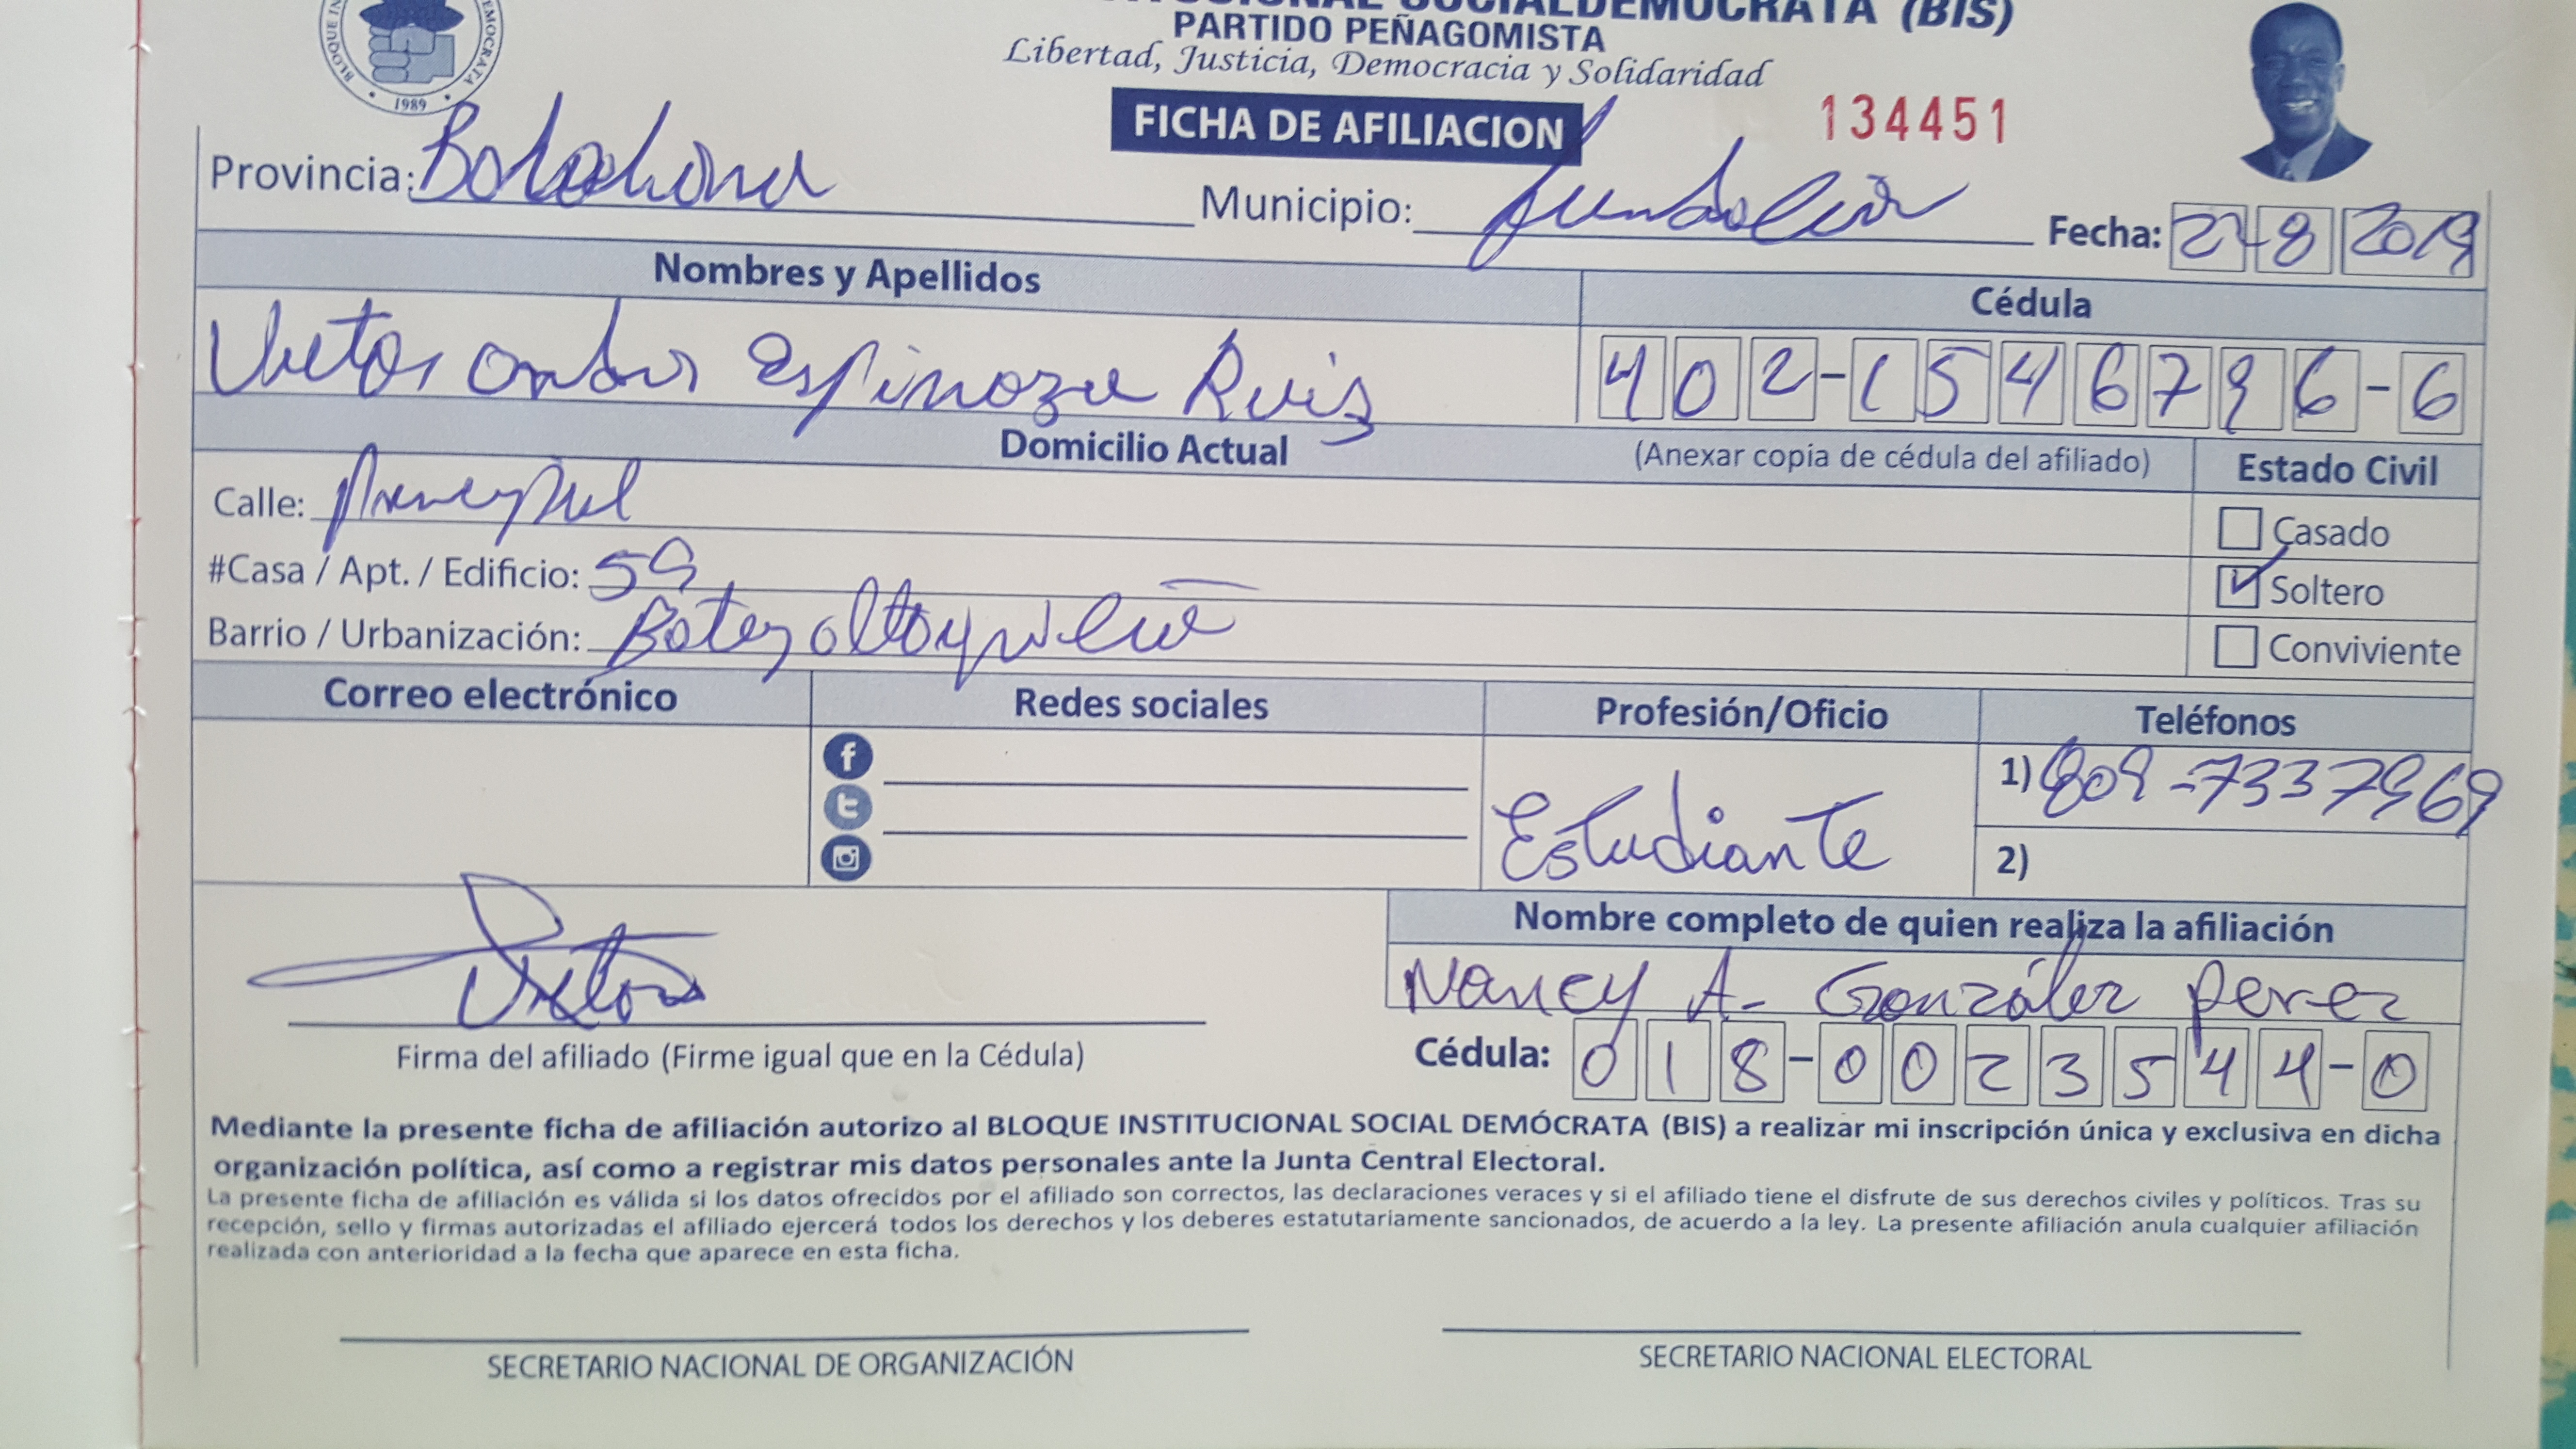 SOCIALDEMOCRATA (BIS)
PARTIDO PEÑAGOMISTA
Libertad, Justicia, Democracia y Solidaridad
1989
FICHA DE AFILIACION
134451
Provincia:
Municipio: Fundación
Fecha: 27 8 2019
Nombres y Apellidos
Cédula
Victor Espinoza Ruis
402-1546796-6
Domicilio Actual
(Anexar copia de cédula del afiliado)
Estado Civil
Calle:
Casado
#Casa / Apt. / Edificio: 59
Soltero
Barrio / Urbanización: Batey
Conviviente
Correo electrónico
Redes sociales
Profesión/Oficio
Teléfonos
Estudiante
1) 809-7337969
2)
Nombre completo de quien realiza la afiliación
Nancy A. González perez
Victor
Firma del afiliado (Firme igual que en la Cédula)
Cédula: 018-0023544-0
Mediante la presente ficha de afiliación autorizo al BLOQUE INSTITUCIONAL SOCIAL DEMÓCRATA (BIS) a realizar mi inscripción única y exclusiva en dicha
organización política, así como a registrar mis datos personales ante la Junta Central Electoral.
La presente ficha de afiliación es válida si los datos ofrecidos por el afiliado son correctos, las declaraciones veraces y si el afiliado tiene el disfrute de sus derechos civiles y políticos. Tras su
recepción, sello y firmas autorizadas el afiliado ejercerá todos los derechos y los deberes estatutariamente sancionados, de acuerdo a la ley. La presente afiliación anula cualquier afiliación
realizada con anterioridad a la fecha que aparece en esta ficha.
SECRETARIO NACIONAL DE ORGANIZACIÓN
SECRETARIO NACIONAL ELECTORAL